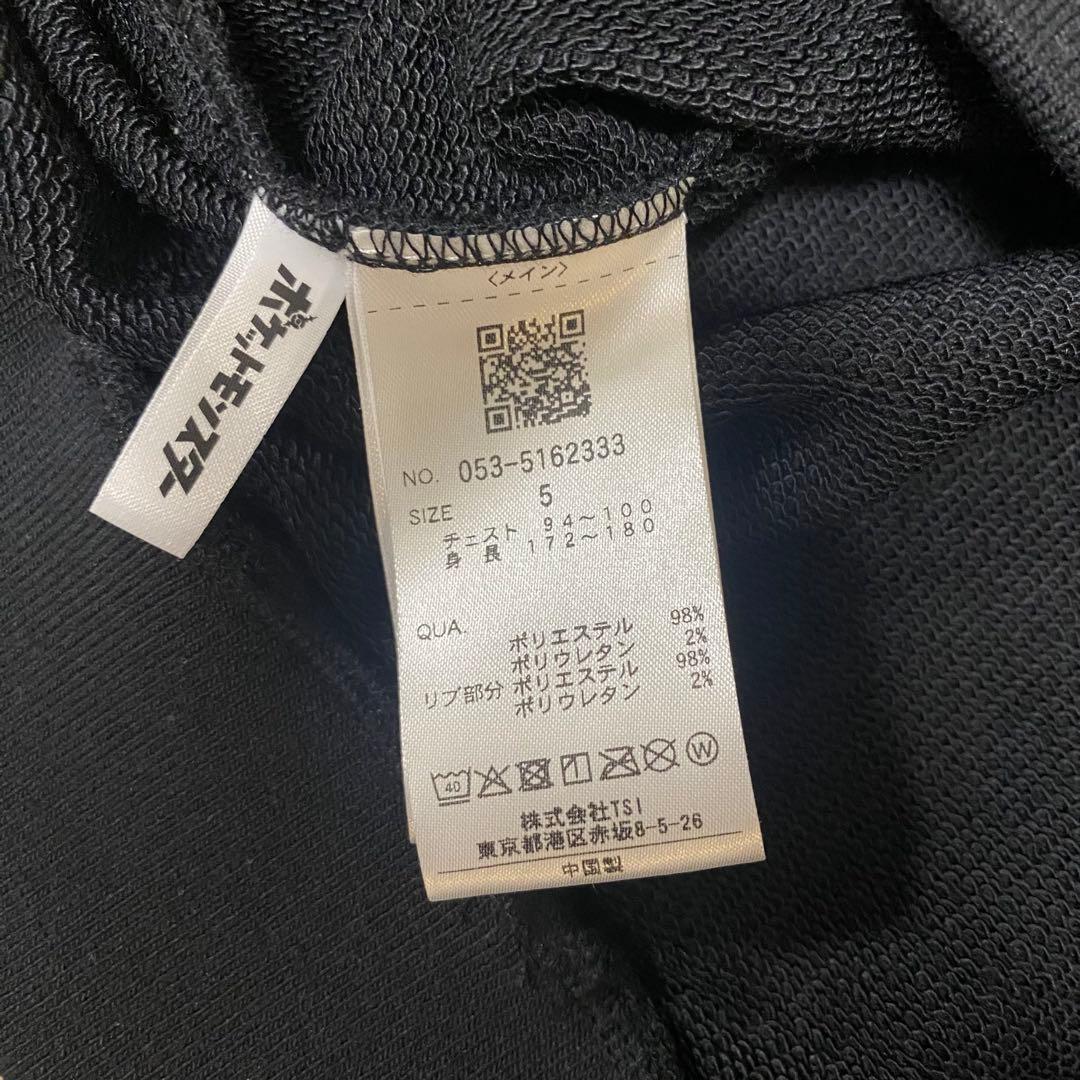 ポケットモンスター
〈メイン〉
NO. 053-5162333
SIZE 5
チェスト 94～100
身長 172～180
QUA. ポリエステル 98%
ポリウレタン 2%
リブ部分 ポリエステル 98%
ポリウレタン 2%
40 W
株式会社TSI
東京都港区赤坂8-5-26
中国製